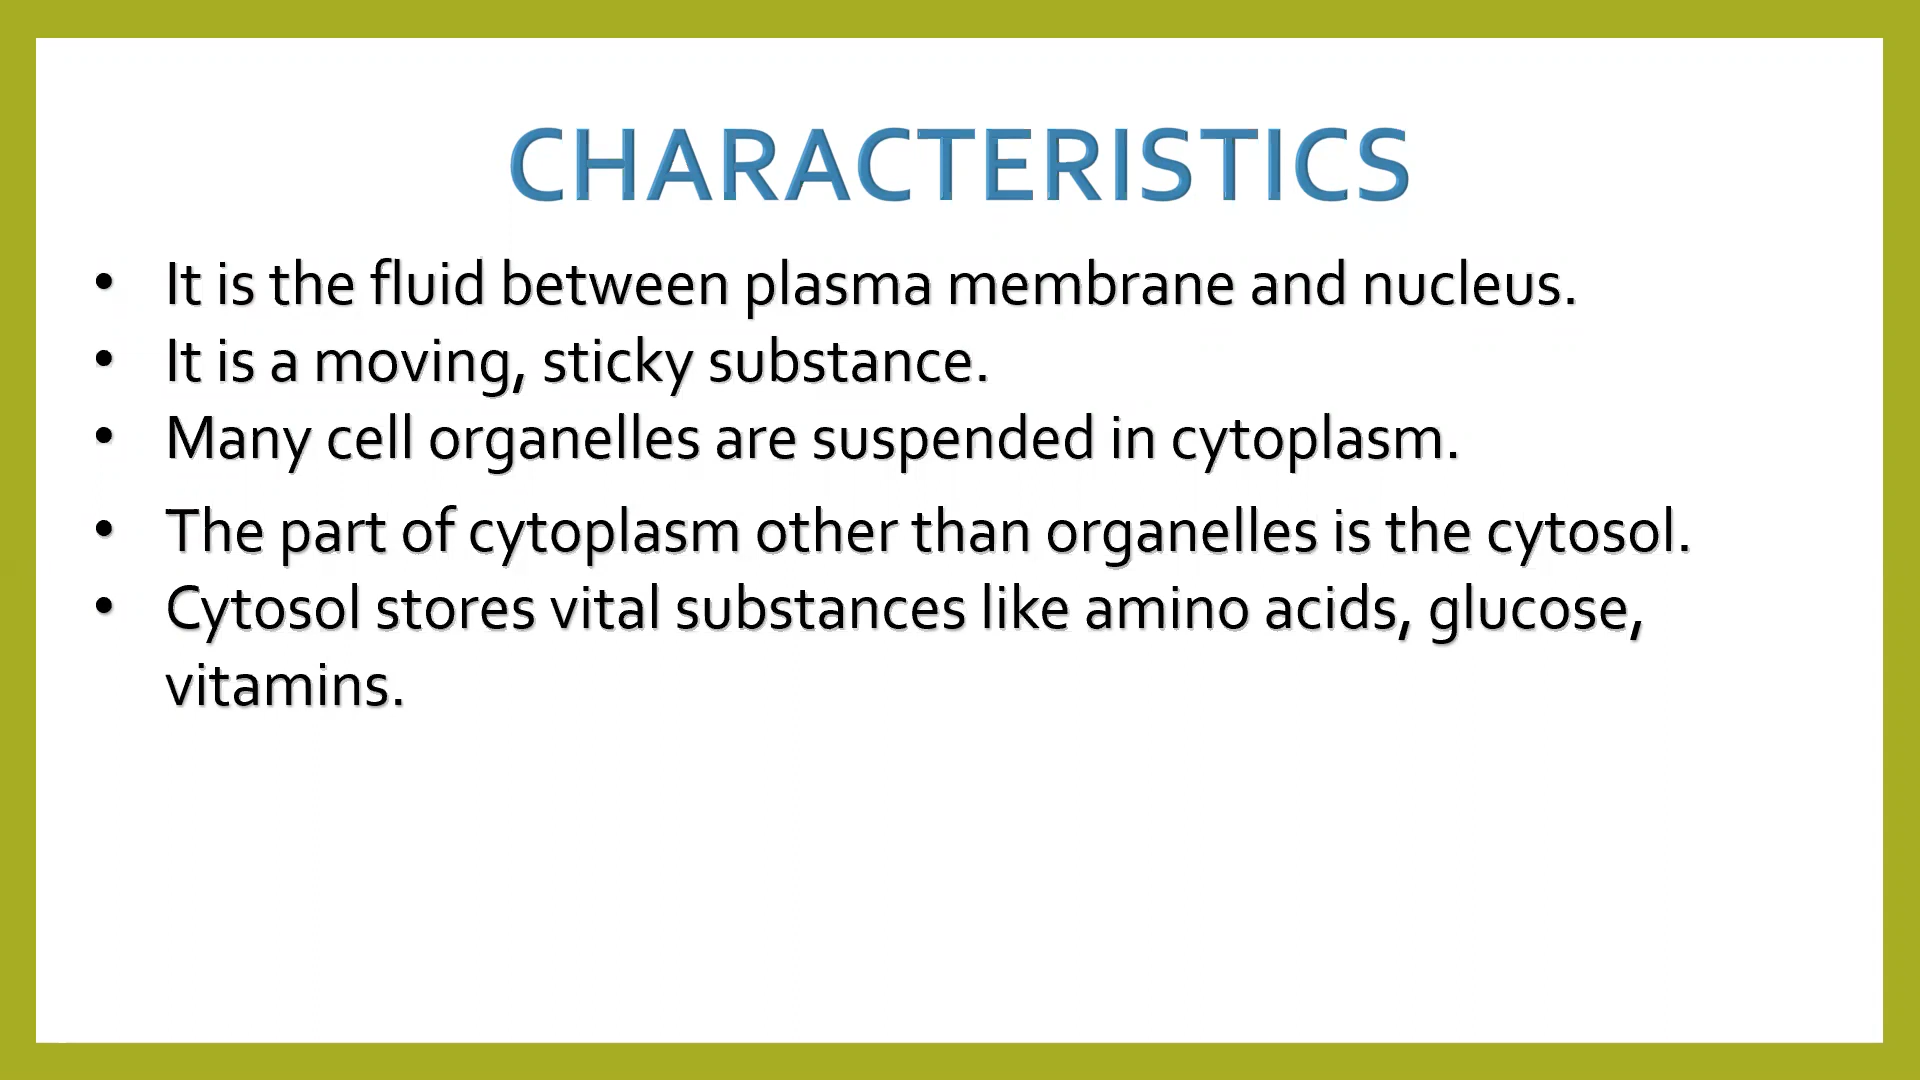 CHARACTERISTICS
• It is the fluid between plasma membrane and nucleus.
• It is a moving, sticky substance.
• Many cell organelles are suspended in cytoplasm.
• The part of cytoplasm other than organelles is the cytosol.
• Cytosol stores vital substances like amino acids, glucose,
vitamins.